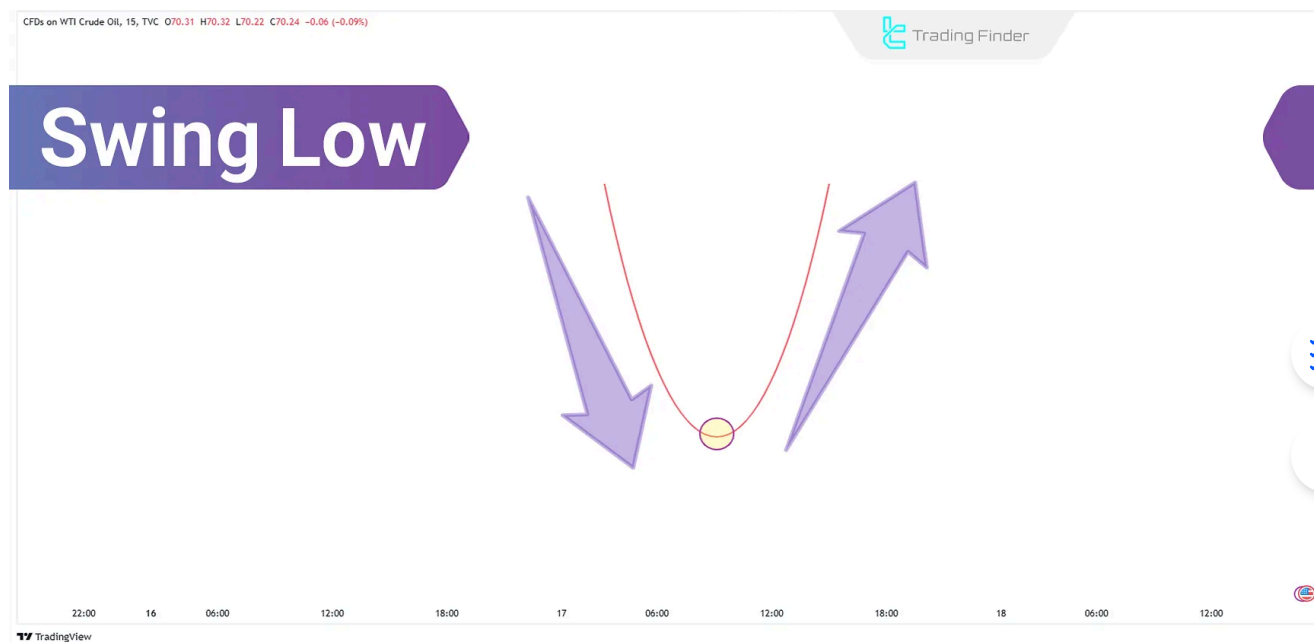 CFDs on WTI Crude Oil, 15, TVC O70.31 H70.32 L70.22 C70.24 −0.06 (−0.09%)
Trading Finder
Swing Low
22:00 16 06:00 12:00 18:00 17 06:00 12:00 18:00 18 06:00 12:00
TradingView